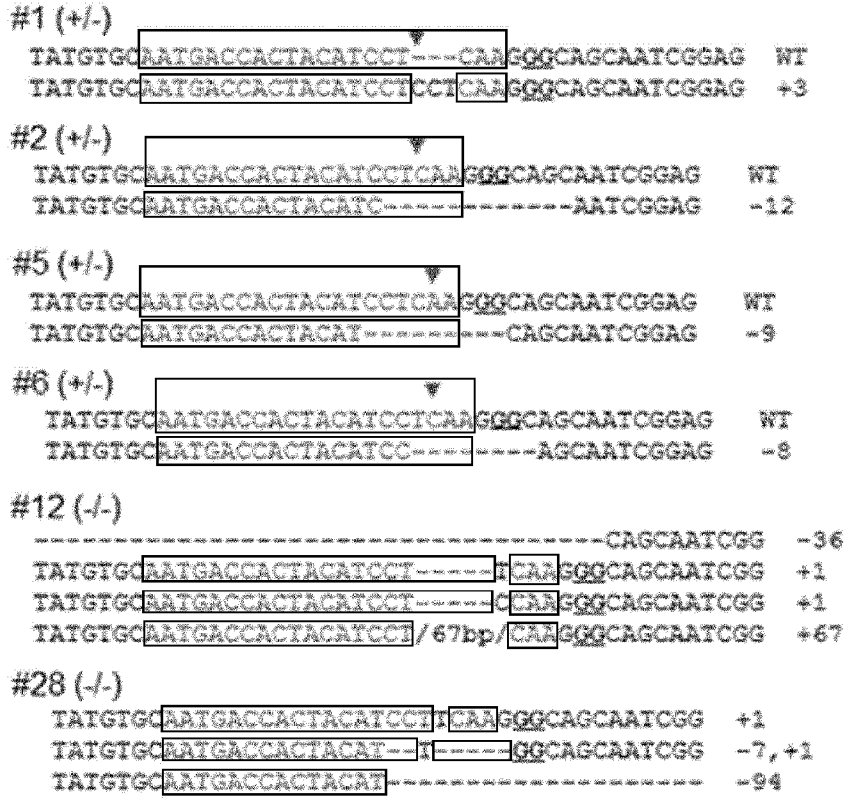 #1 (+/-)
TATGTGCAATGACCACTACATCCT---CAAGGGCAGCAATCGGAG WT
TATGTGCAATGACCACTACATCCTCCTCAAGGGCAGCAATCGGAG +3
#2 (+/-)
TATGTGCAATGACCACTACATCCTCAAGGGCAGCAATCGGAG WT
TATGTGCAATGACCACTACATC------------AATCGGAG -12
#5 (+/-)
TATGTGCAATGACCACTACATCCTCAAGGGCAGCAATCGGAG WT
TATGTGCAATGACCACTACAT---------CAGCAATCGGAG -9
#6 (+/-)
TATGTGCAATGACCACTACATCCTCAAGGGCAGCAATCGGAG WT
TATGTGCAATGACCACTACATCC--------AGCAATCGGAG -8
#12 (-/-)
------------------------------------CAGCAATCGG -36
TATGTGCAATGACCACTACATCCT-----TCAAGGGCAGCAATCGG +1
TATGTGCAATGACCACTACATCCT-----CCAAGGGCAGCAATCGG +1
TATGTGCAATGACCACTACATCCT/67bp/CAAGGGCAGCAATCGG +67
#28 (-/-)
TATGTGCAATGACCACTACATCCTTCAAGGGCAGCAATCGG +1
TATGTGCAATGACCACTACAT--T-----GGCAGCAATCGG -7,+1
TATGTGCAATGACCACTACAT-------------------- -94